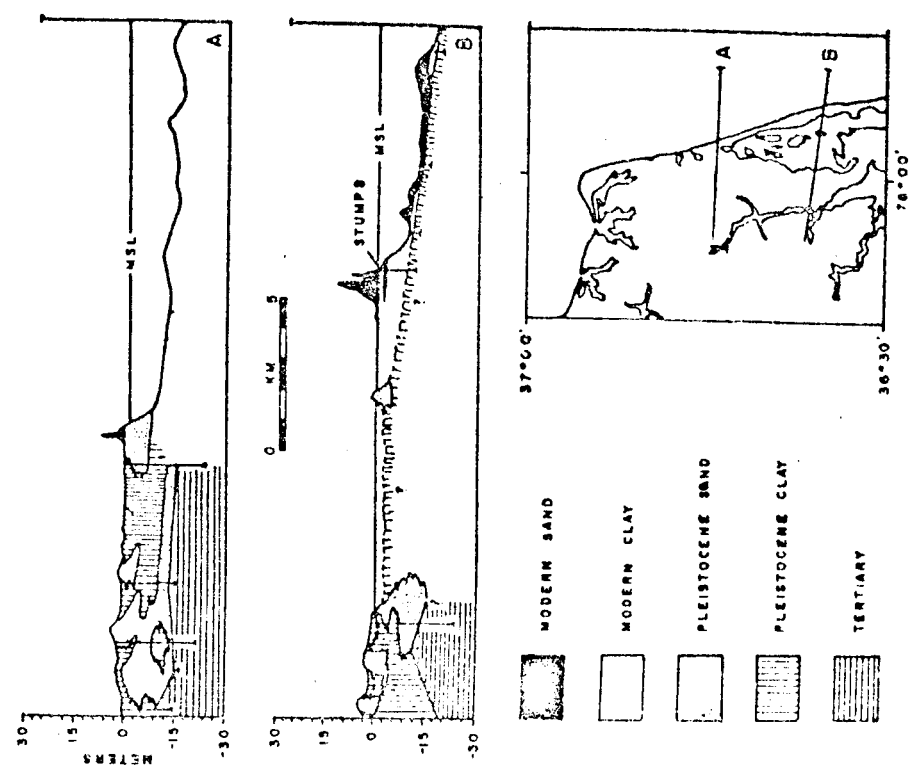 30
15
0
-15
-30
METERS
MSL
A
30
15
0
-15
-30
STUMPS
MSL
B
0 KM 5
?
?
A
B
37°00'
36°30'
76°00'
MODERN SAND
MODERN CLAY
PLEISTOCENE SAND
PLEISTOCENE CLAY
TERTIARY